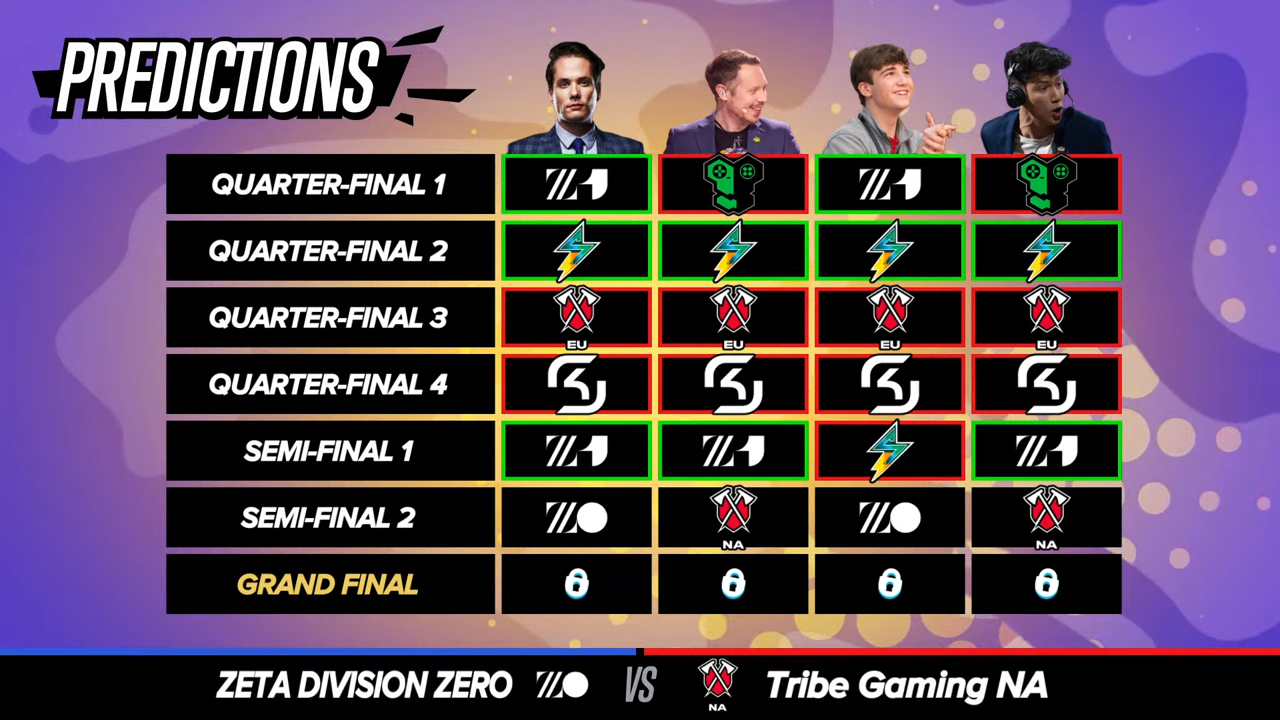 PREDICTIONS
QUARTER-FINAL 1
QUARTER-FINAL 2
QUARTER-FINAL 3
EU EU EU EU
QUARTER-FINAL 4
SEMI-FINAL 1
SEMI-FINAL 2
NA NA
GRAND FINAL
ZETA DIVISION ZERO VS Tribe Gaming NA
NA